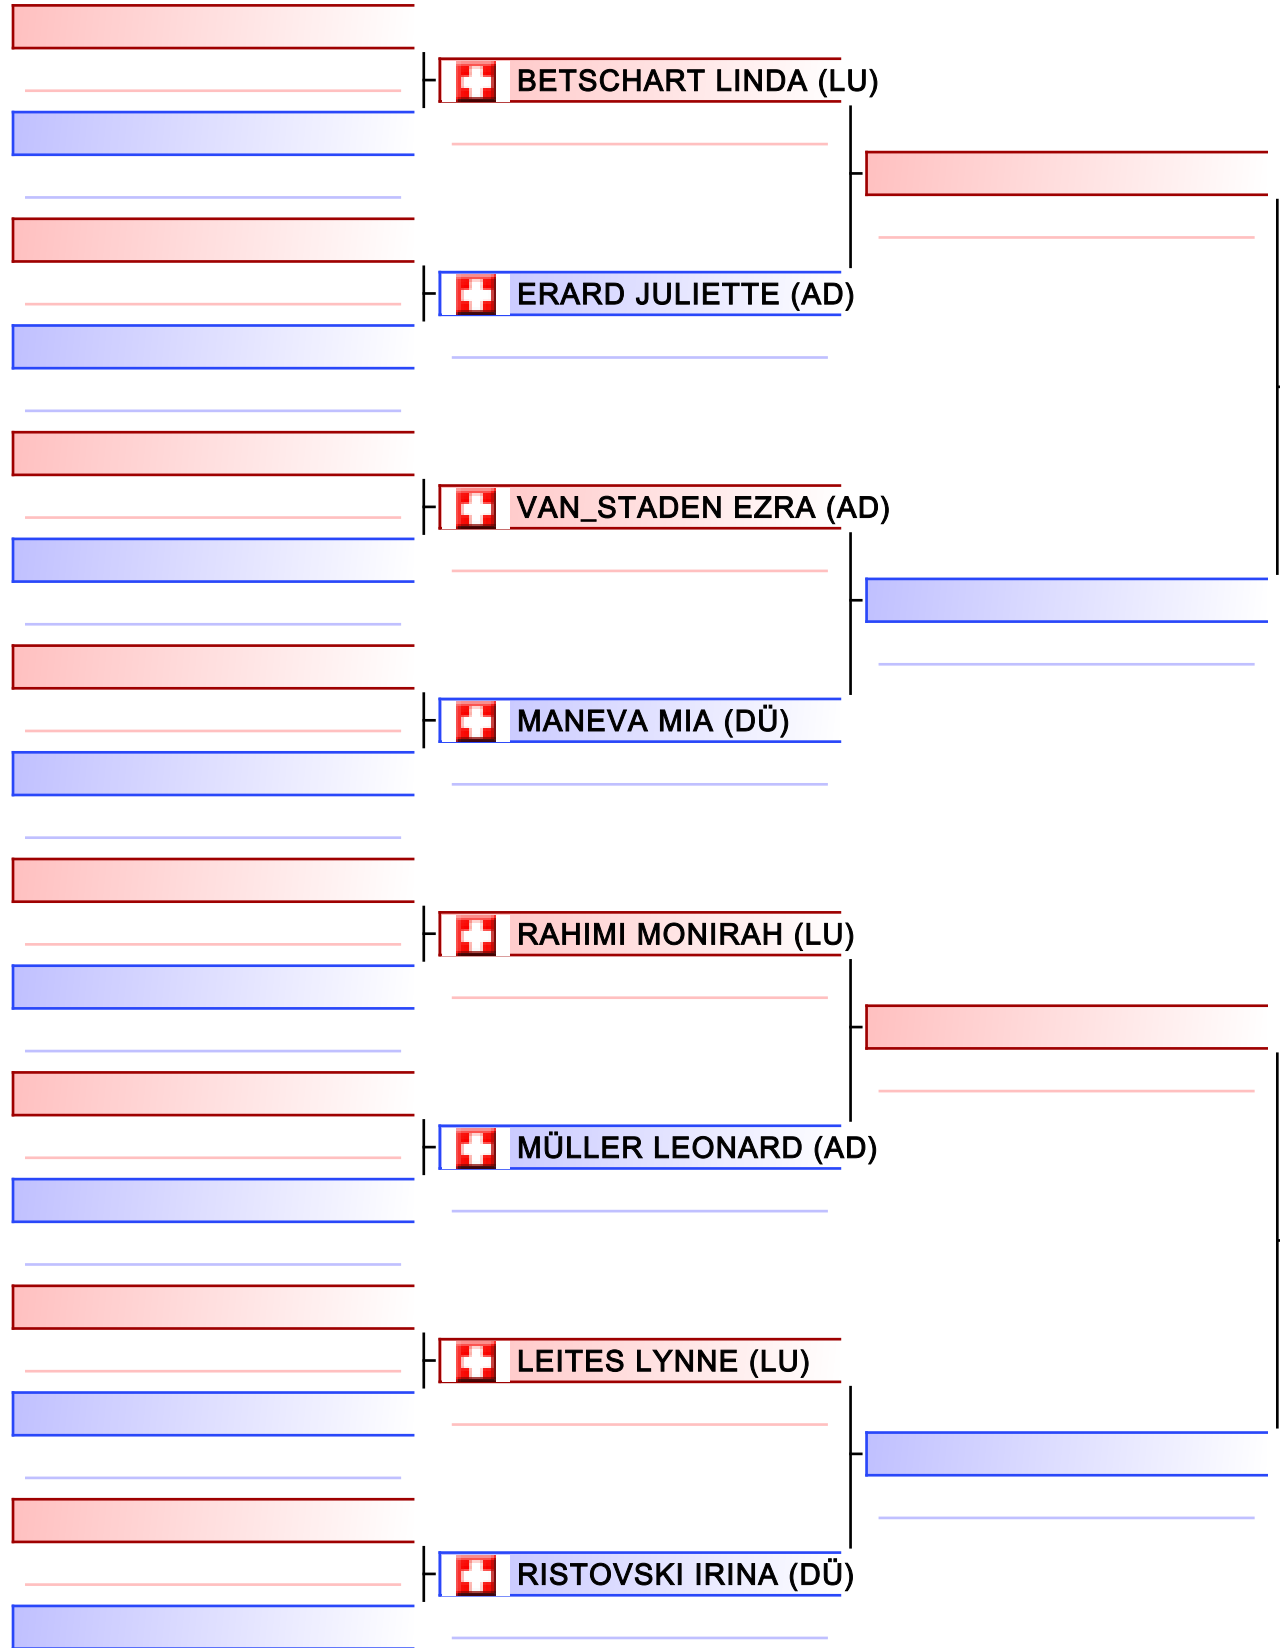 BETSCHART LINDA (LU)
ERARD JULIETTE (AD)
VAN_STADEN EZRA (AD)
MANEVA MIA (DÜ)
RAHIMI MONIRAH (LU)
MÜLLER LEONARD (AD)
LEITES LYNNE (LU)
RISTOVSKI IRINA (DÜ)